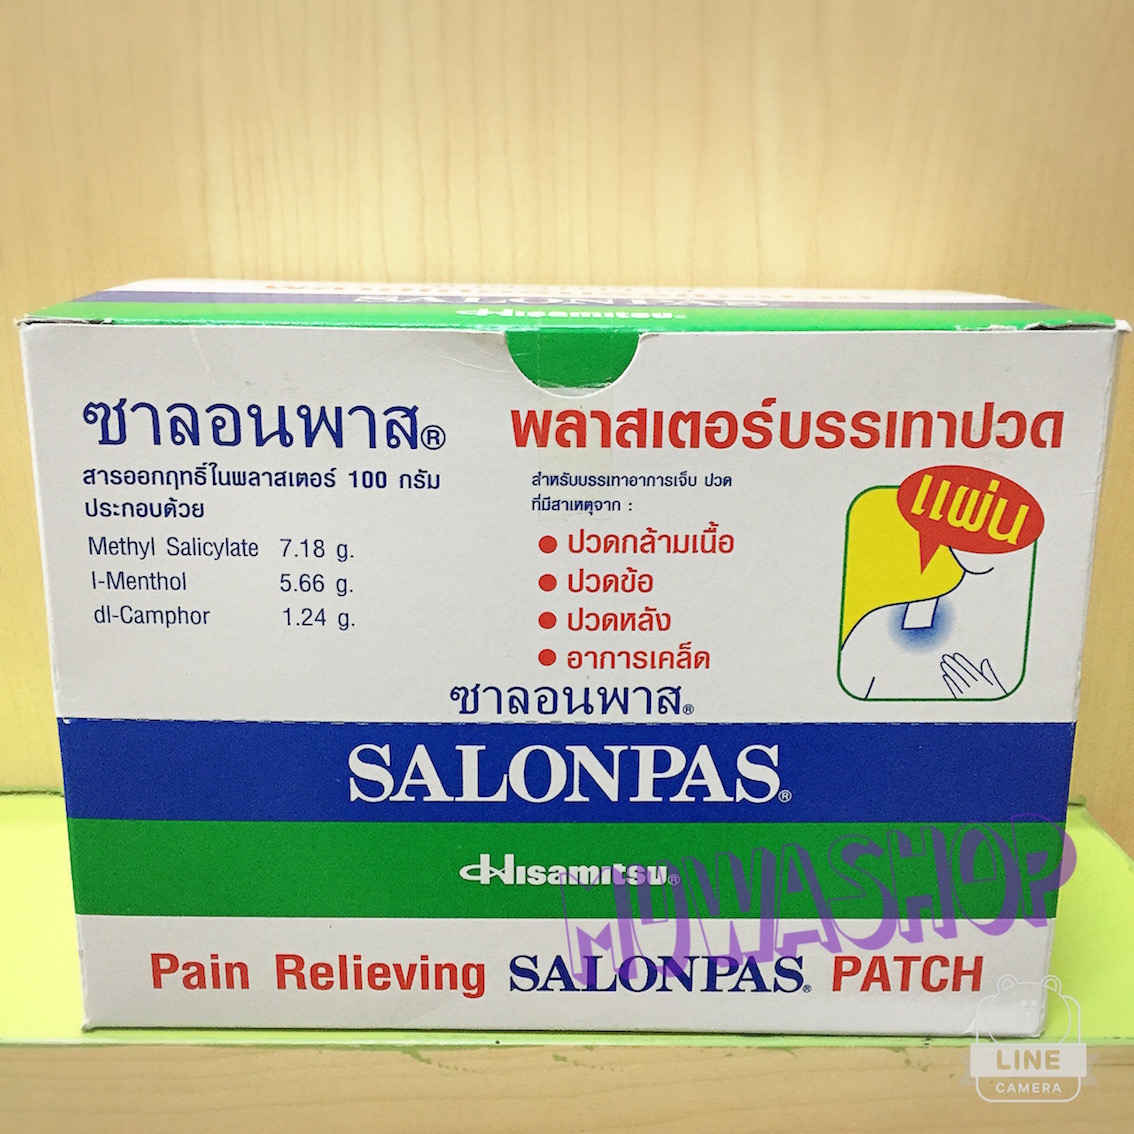 SALONPAS
Hisamitsu®
ซาลอนพาส®
สารออกฤทธิ์ในพลาสเตอร์ 100 กรัม
ประกอบด้วย
Methyl Salicylate 7.18 g.
l-Menthol 5.66 g.
dl-Camphor 1.24 g.
พลาสเตอร์บรรเทาปวด
สำหรับบรรเทาอาการเจ็บ ปวด
ที่มีสาเหตุจาก :
● ปวดกล้ามเนื้อ
● ปวดข้อ
● ปวดหลัง
● อาการเคล็ด
แผ่น
ซาลอนพาส®
SALONPAS®
Hisamitsu®
MUWASHOP
Pain Relieving SALONPAS® PATCH
LINE
CAMERA